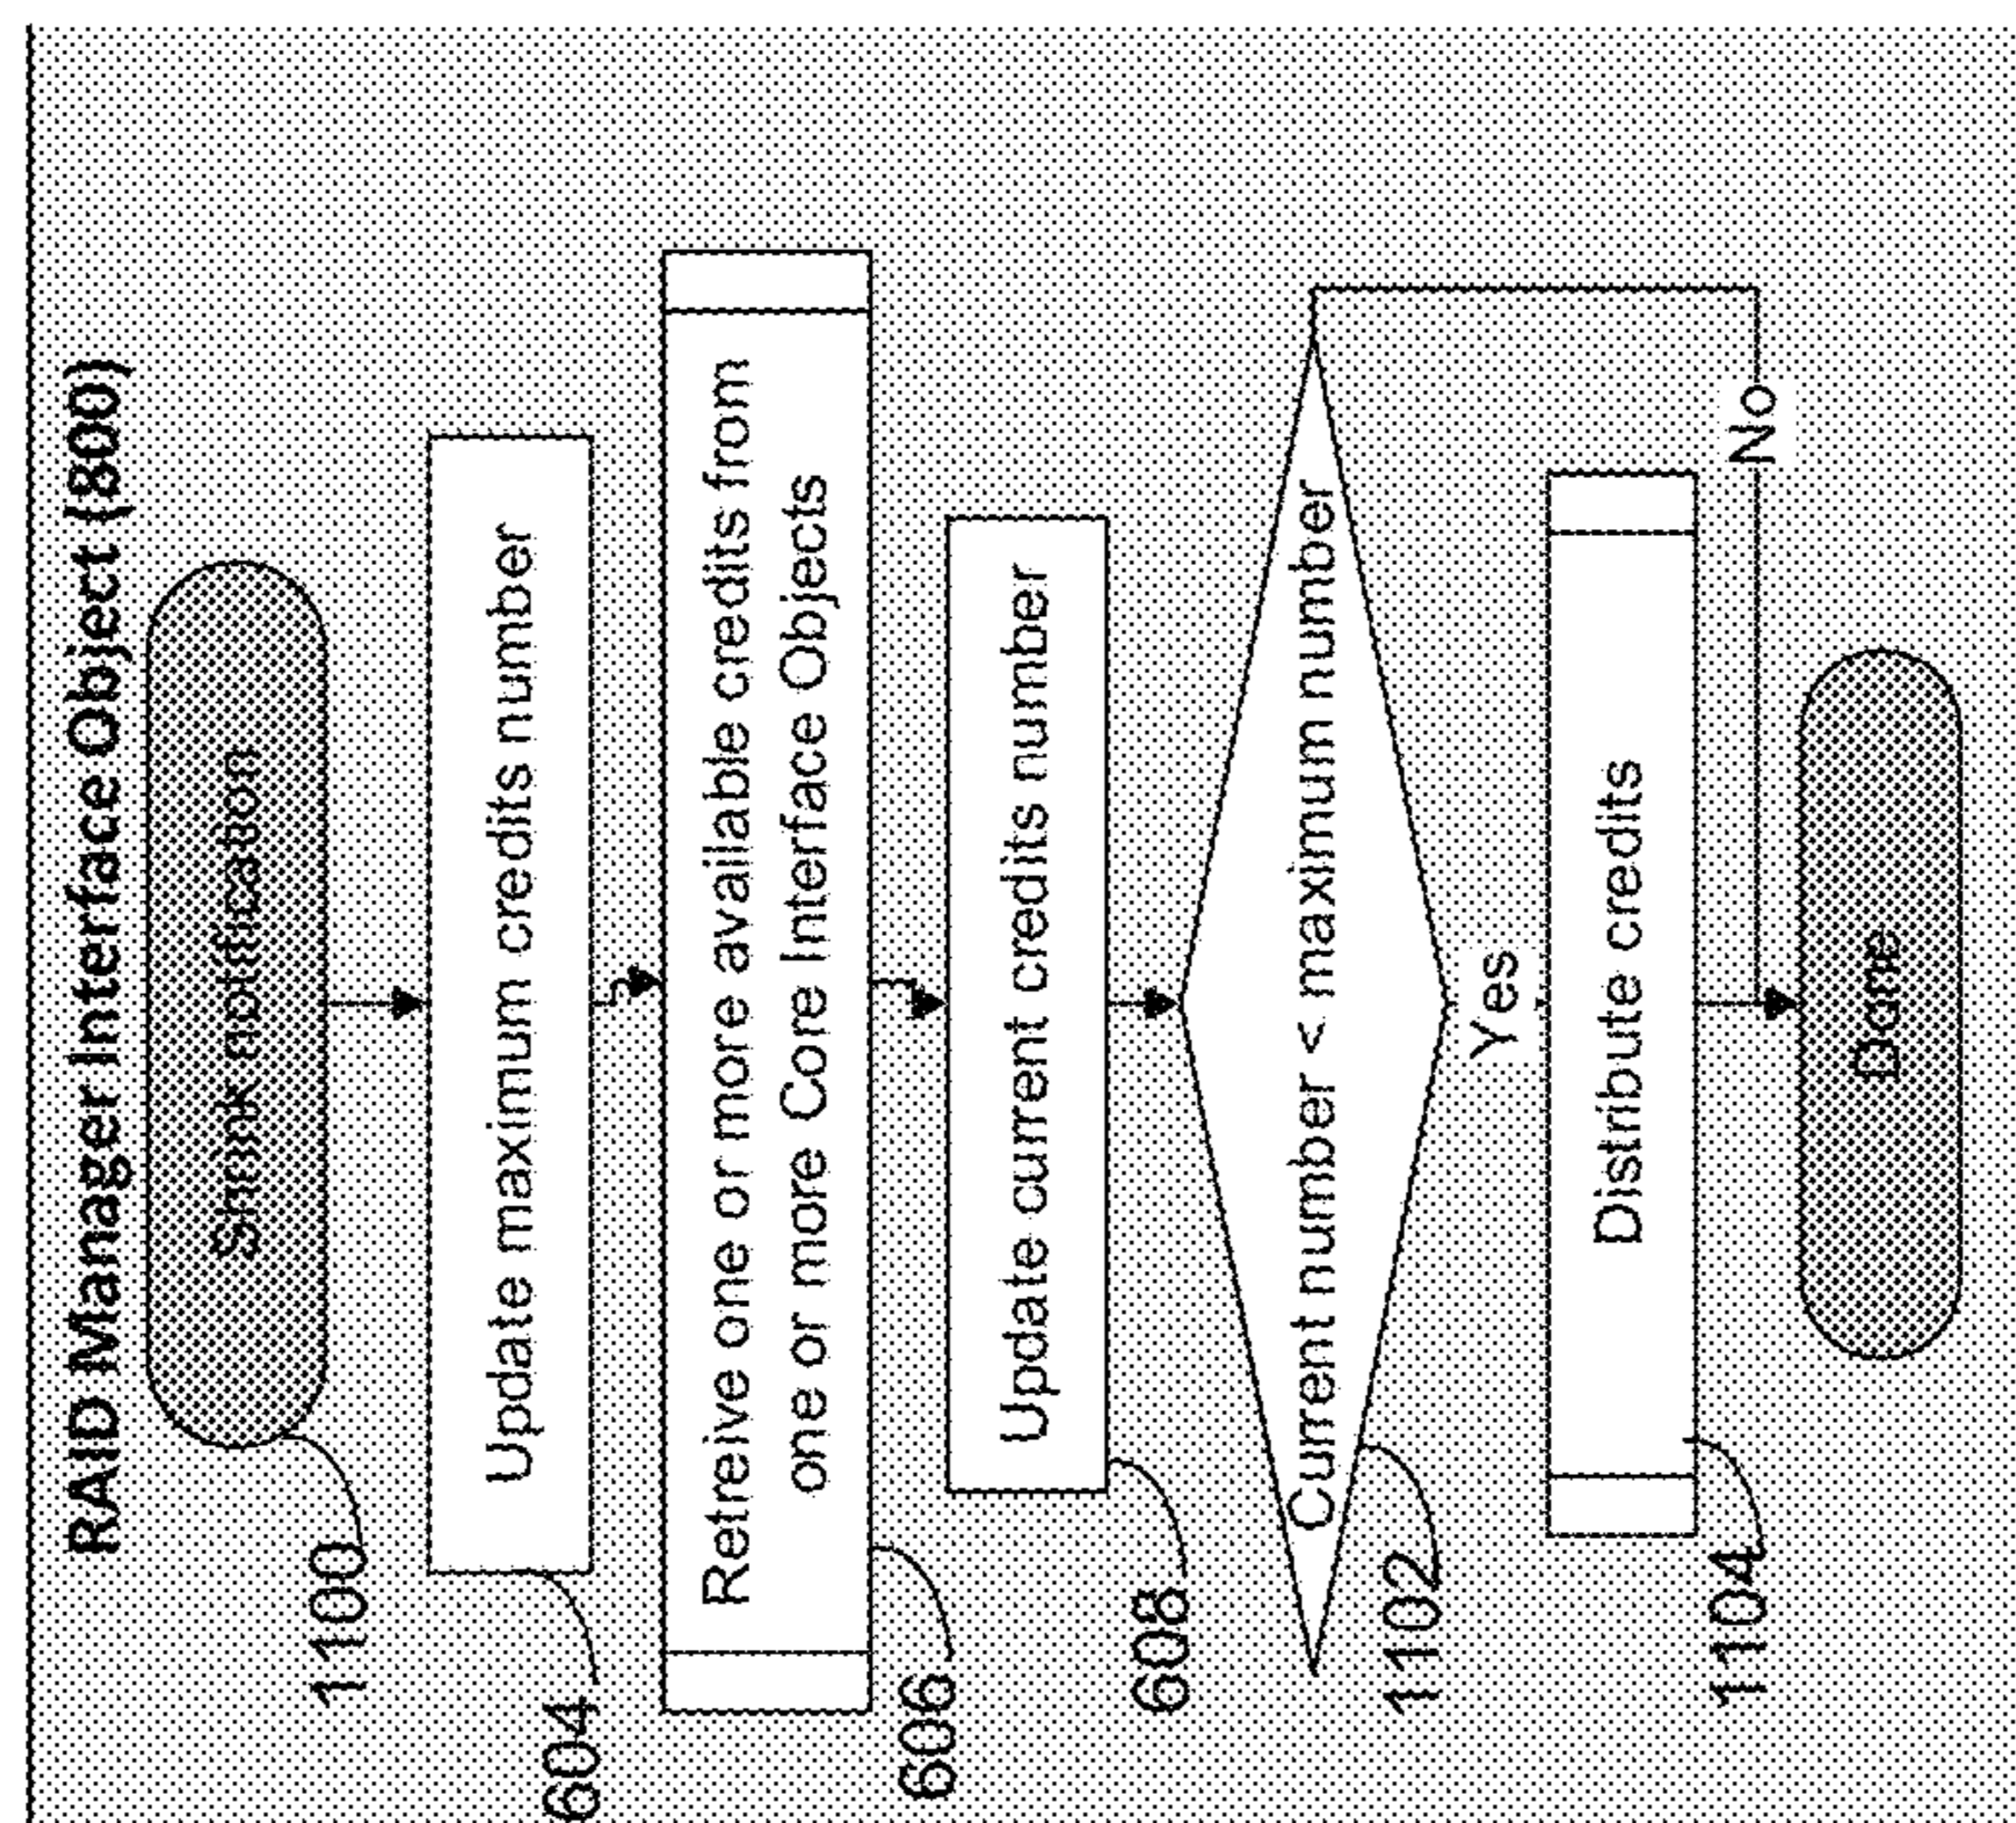 RAID Manager Interface Object (800)
Shrink notification
1100
Update maximum credits number
604
Retreive one or more available credits from
one or more Core Interface Objects
606
Update current credits number
608
Current number < maximum number
1102
Yes
No
Distribute credits
1104
Done